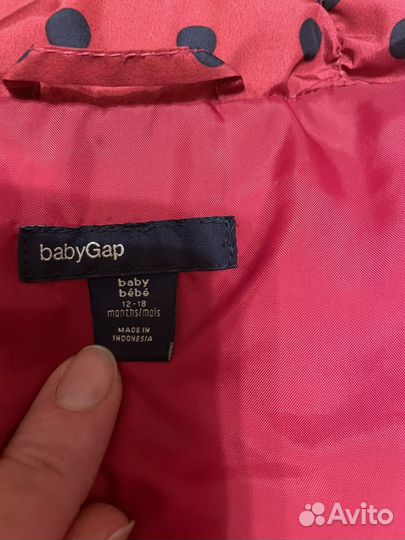 babyGap
baby
bébé
12-18
months/mois
MADE IN
INDONESIA
Avito